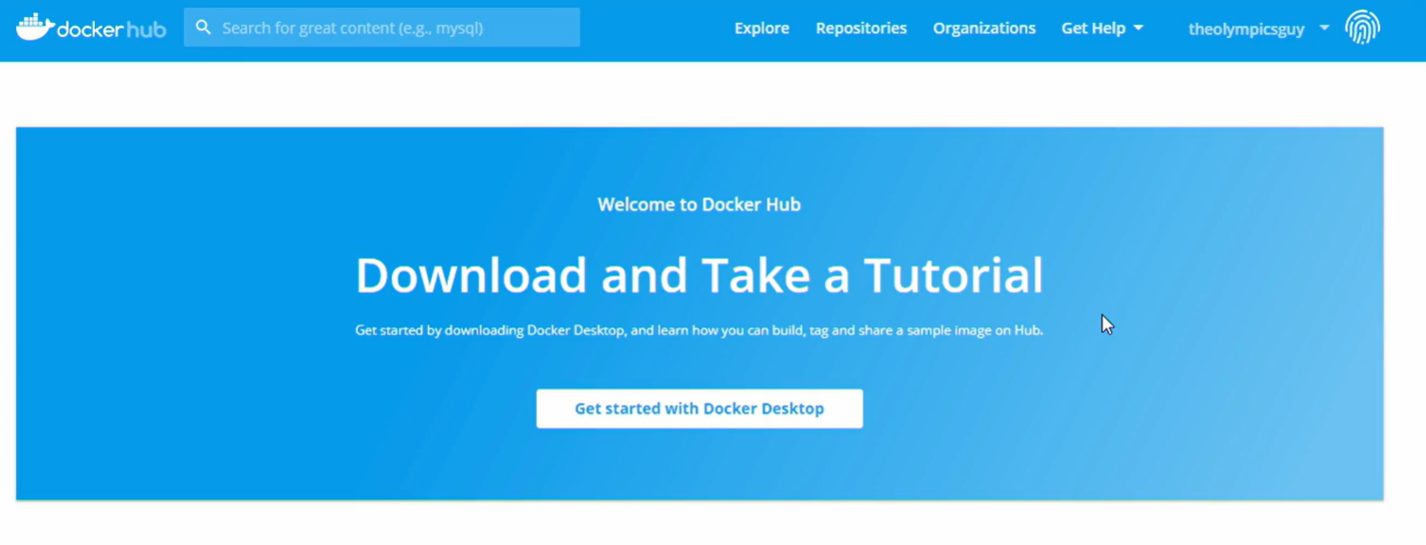 docker hub
Search for great content (e.g., mysql)
Explore
Repositories
Organizations
Get Help
theolympicsguy
Welcome to Docker Hub
Download and Take a Tutorial
Get started by downloading Docker Desktop, and learn how you can build, tag and share a sample image on Hub.
Get started with Docker Desktop